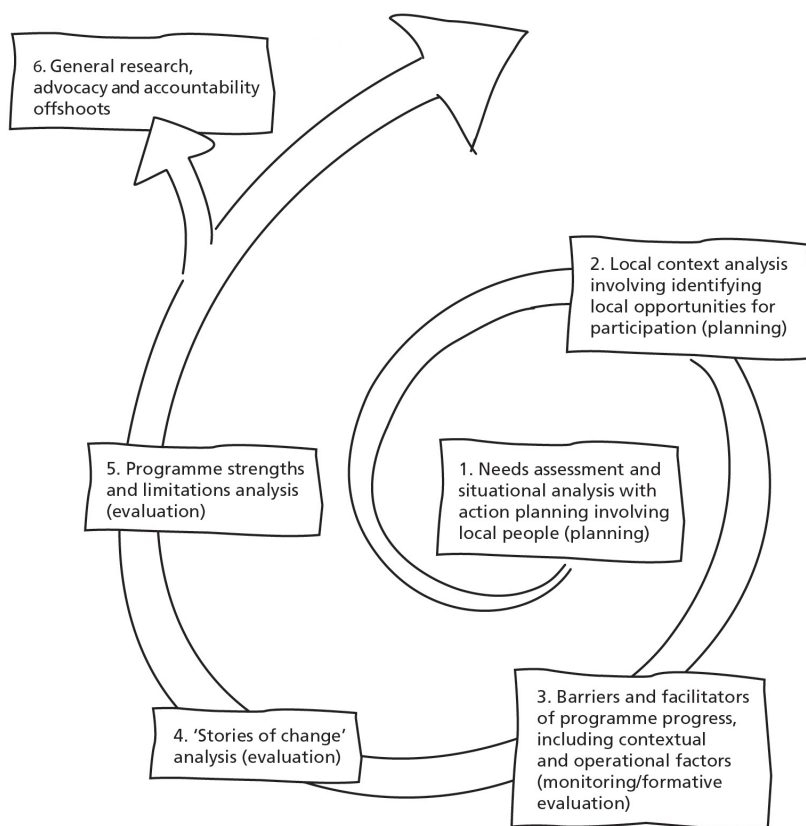 6. General research,
advocacy and accountability
offshoots
2. Local context analysis
involving identifying
local opportunities for
participation (planning)
1. Needs assessment and
situational analysis with
action planning involving
local people (planning)
5. Programme strengths
and limitations analysis
(evaluation)
3. Barriers and facilitators
of programme progress,
including contextual
and operational factors
(monitoring/formative
evaluation)
4. ‘Stories of change’
analysis (evaluation)